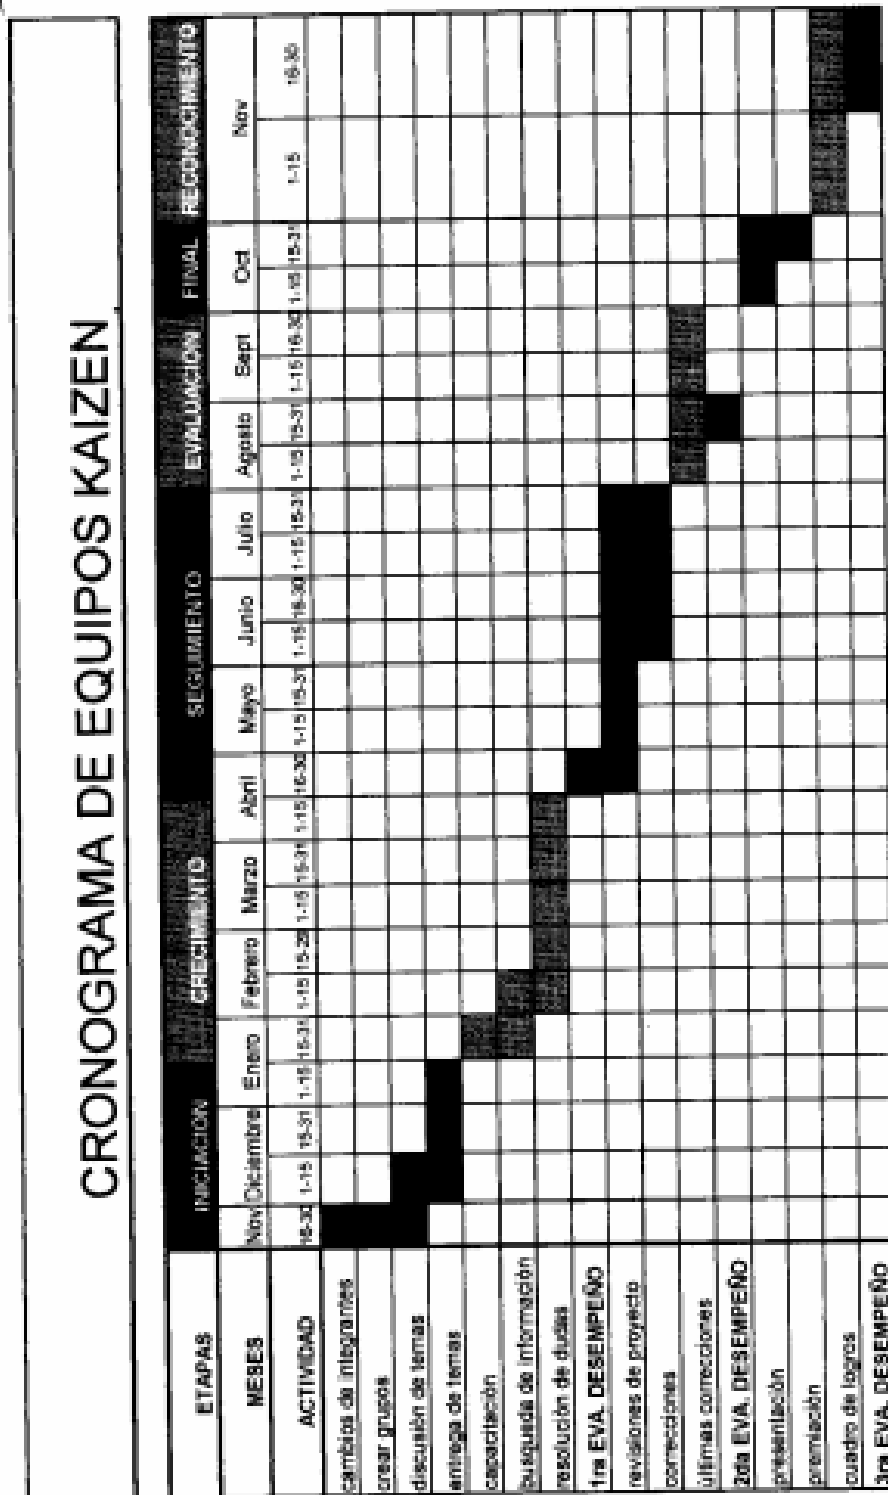 CRONOGRAMA DE EQUIPOS KAIZEN
ETAPAS INICIACION CRECIMIENTO SEGUIMIENTO EVALUACION FINAL RECONOCIMIENTO
MESES Nov Diciembre Enero Febrero Marzo Abril Mayo Junio Julio Agosto Sept Oct Nov
ACTIVIDAD 16-30 1-15 15-31 1-15 15-31 1-15 15-28 1-15 15-31 1-15 16-30 1-15 15-31 1-15 16-30 1-15 15-31 1-15 15-31 1-15 16-30 1-15 15-31 1-15 16-30
cambios de integrantes
crear grupos
discusión de temas
entrega de temas
capacitación
busqueda de información
resolución de dudas
1ra EVA. DESEMPEÑO
revisiones de proyecto
correcciones
últimas correcciones
2da EVA. DESEMPEÑO
presentación
premiación
cuadro de logros
3ra EVA. DESEMPEÑO